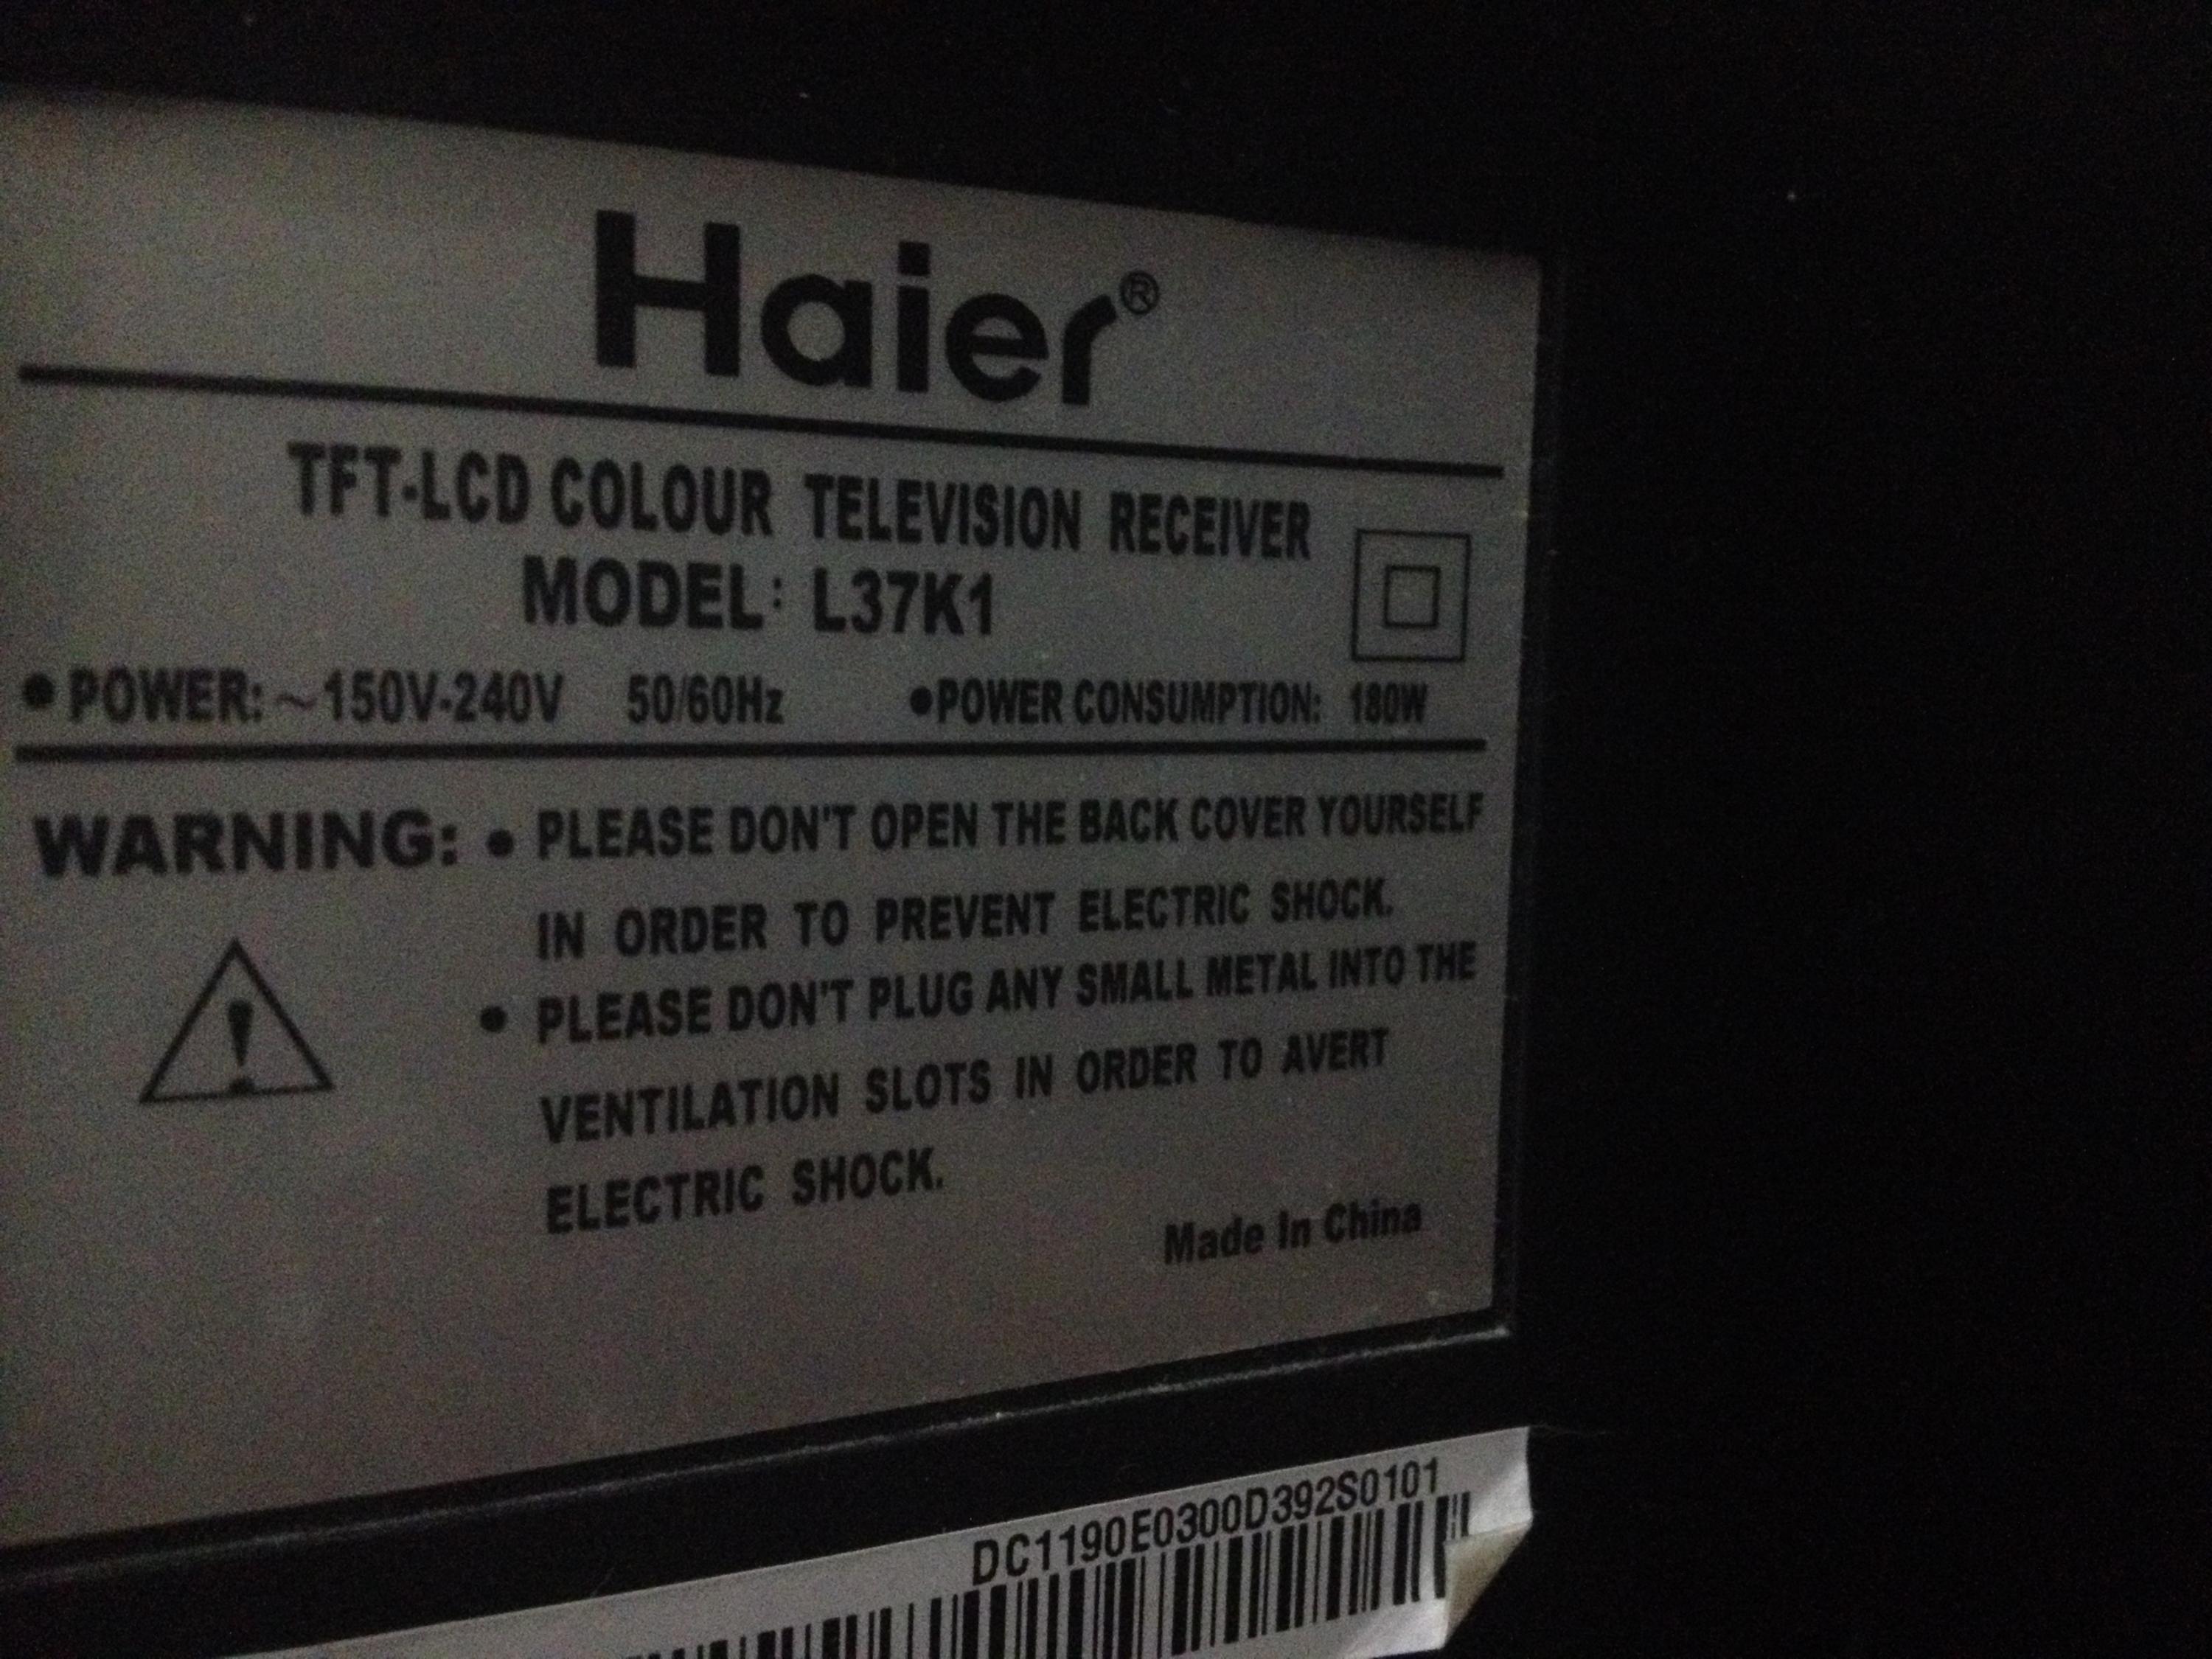 Haier®
TFT-LCD COLOUR TELEVISION RECEIVER
MODEL: L37K1
• POWER: ~150V-240V 50/60Hz •POWER CONSUMPTION: 180W
WARNING: • PLEASE DON'T OPEN THE BACK COVER YOURSELF
IN ORDER TO PREVENT ELECTRIC SHOCK.
• PLEASE DON'T PLUG ANY SMALL METAL INTO THE
VENTILATION SLOTS IN ORDER TO AVERT
ELECTRIC SHOCK.
Made In China
DC1190E0300D392S0101